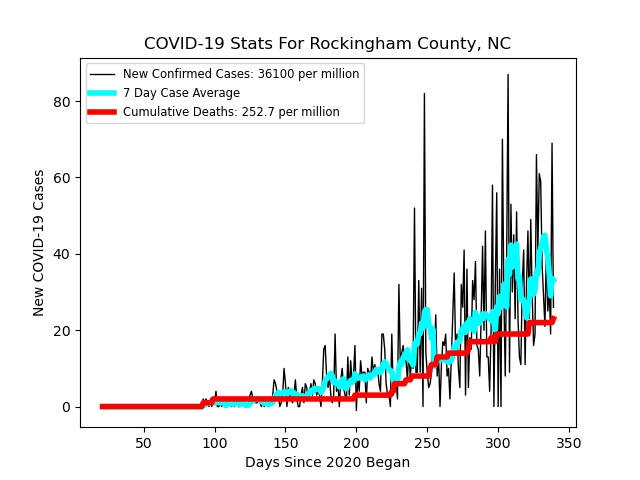 COVID-19 Stats For Rockingham County, NC
New Confirmed Cases: 36100 per million
7 Day Case Average
Cumulative Deaths: 252.7 per million
New COVID-19 Cases
80
60
40
20
0
50 100 150 200 250 300 350
Days Since 2020 Began